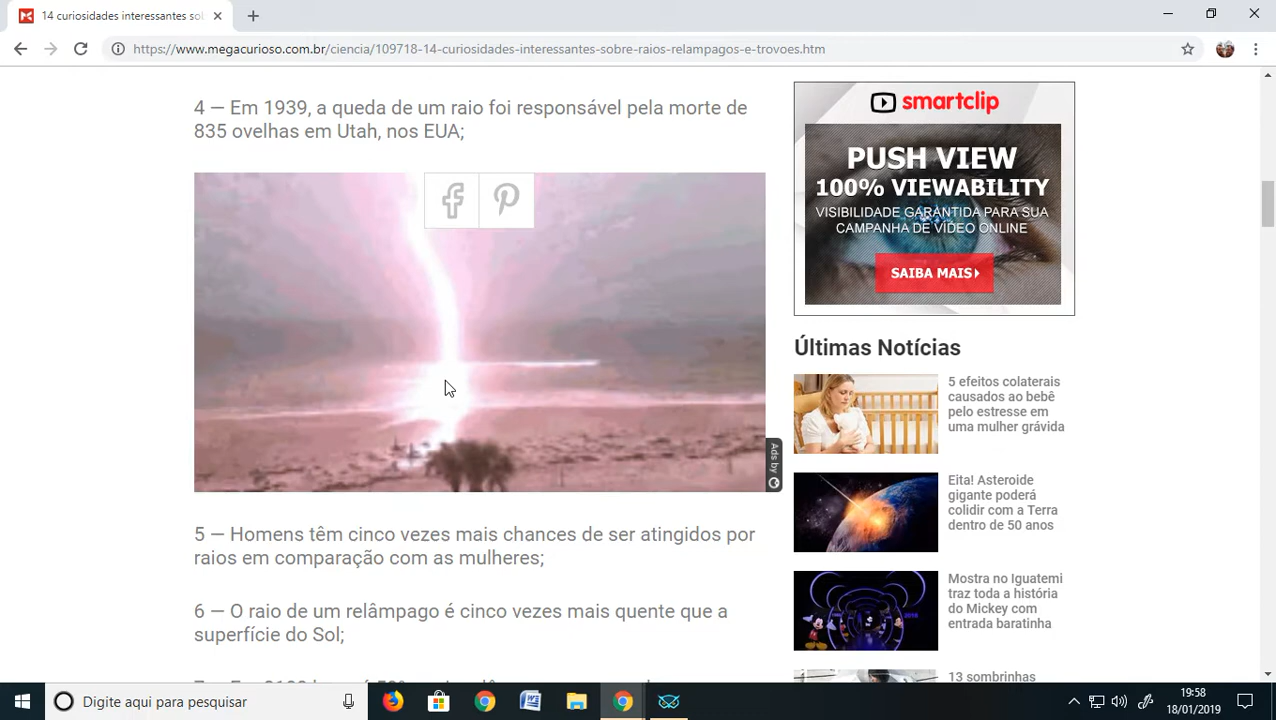 14 curiosidades interessantes sob
https://www.megacurioso.com.br/ciencia/109718-14-curiosidades-interessantes-sobre-raios-relampagos-e-trovoes.htm
4 — Em 1939, a queda de um raio foi responsável pela morte de
835 ovelhas em Utah, nos EUA;
Ads by
5 — Homens têm cinco vezes mais chances de ser atingidos por
raios em comparação com as mulheres;
6 — O raio de um relâmpago é cinco vezes mais quente que a
superfície do Sol;
smartclip
PUSH VIEW
100% VIEWABILITY
VISIBILIDADE GARANTIDA PARA SUA
CAMPANHA DE VÍDEO ONLINE
SAIBA MAIS
Últimas Notícias
5 efeitos colaterais
causados ao bebê
pelo estresse em
uma mulher grávida
Eita! Asteroide
gigante poderá
colidir com a Terra
dentro de 50 anos
Mostra no Iguatemi
traz toda a história
do Mickey com
entrada baratinha
13 sombrinhas
Digite aqui para pesquisar
19:58
18/01/2019